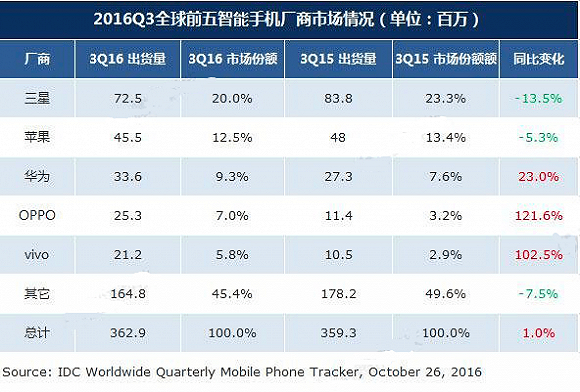 2016Q3全球前五智能手机厂商市场情况（单位：百万）
厂商 3Q16 出货量 3Q16 市场份额 3Q15 出货量 3Q15 市场份额额 同比变化
三星 72.5 20.0% 83.8 23.3% -13.5%
苹果 45.5 12.5% 48 13.4% -5.3%
华为 33.6 9.3% 27.3 7.6% 23.0%
OPPO 25.3 7.0% 11.4 3.2% 121.6%
vivo 21.2 5.8% 10.5 2.9% 102.5%
其它 164.8 45.4% 178.2 49.6% -7.5%
总计 362.9 100.0% 359.3 100.0% 1.0%
Source: IDC Worldwide Quarterly Mobile Phone Tracker, October 26, 2016